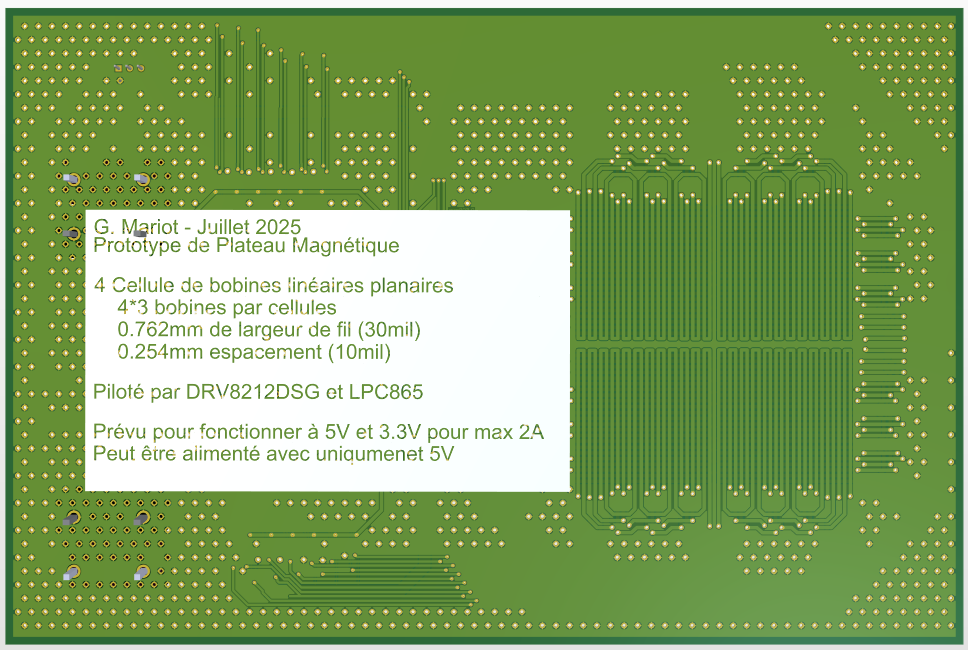 G. Mariot - Juillet 2025
Prototype de Plateau Magnétique
4 Cellule de bobines linéaires planaires
4*3 bobines par cellules
0.762mm de largeur de fil (30mil)
0.254mm espacement (10mil)
Piloté par DRV8212DSG et LPC865
Prévu pour fonctionner à 5V et 3.3V pour max 2A
Peut être alimenté avec uniqumenet 5V